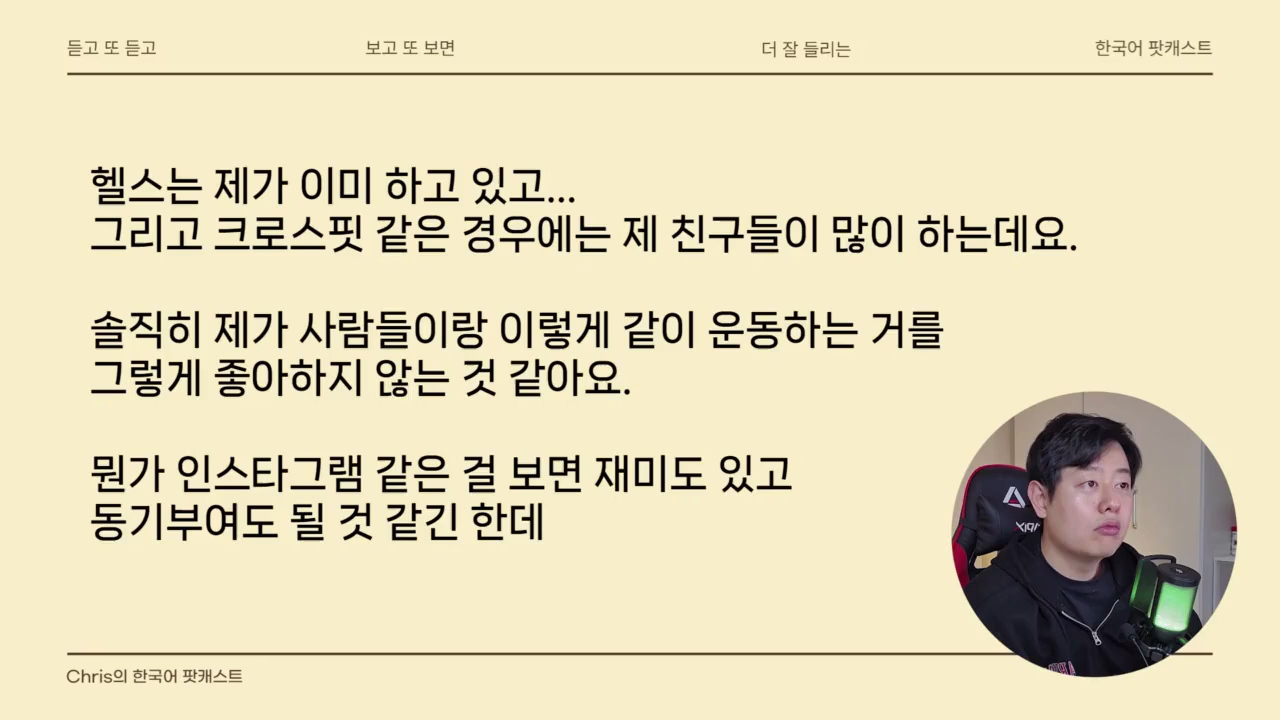 듣고 또 듣고
보고 또 보면
더 잘 들리는
한국어 팟캐스트
헬스는 제가 이미 하고 있고...
그리고 크로스핏 같은 경우에는 제 친구들이 많이 하는데요.
솔직히 제가 사람들이랑 이렇게 같이 운동하는 거를
그렇게 좋아하지 않는 것 같아요.
뭔가 인스타그램 같은 걸 보면 재미도 있고
동기부여도 될 것 같긴 한데
Chris의 한국어 팟캐스트